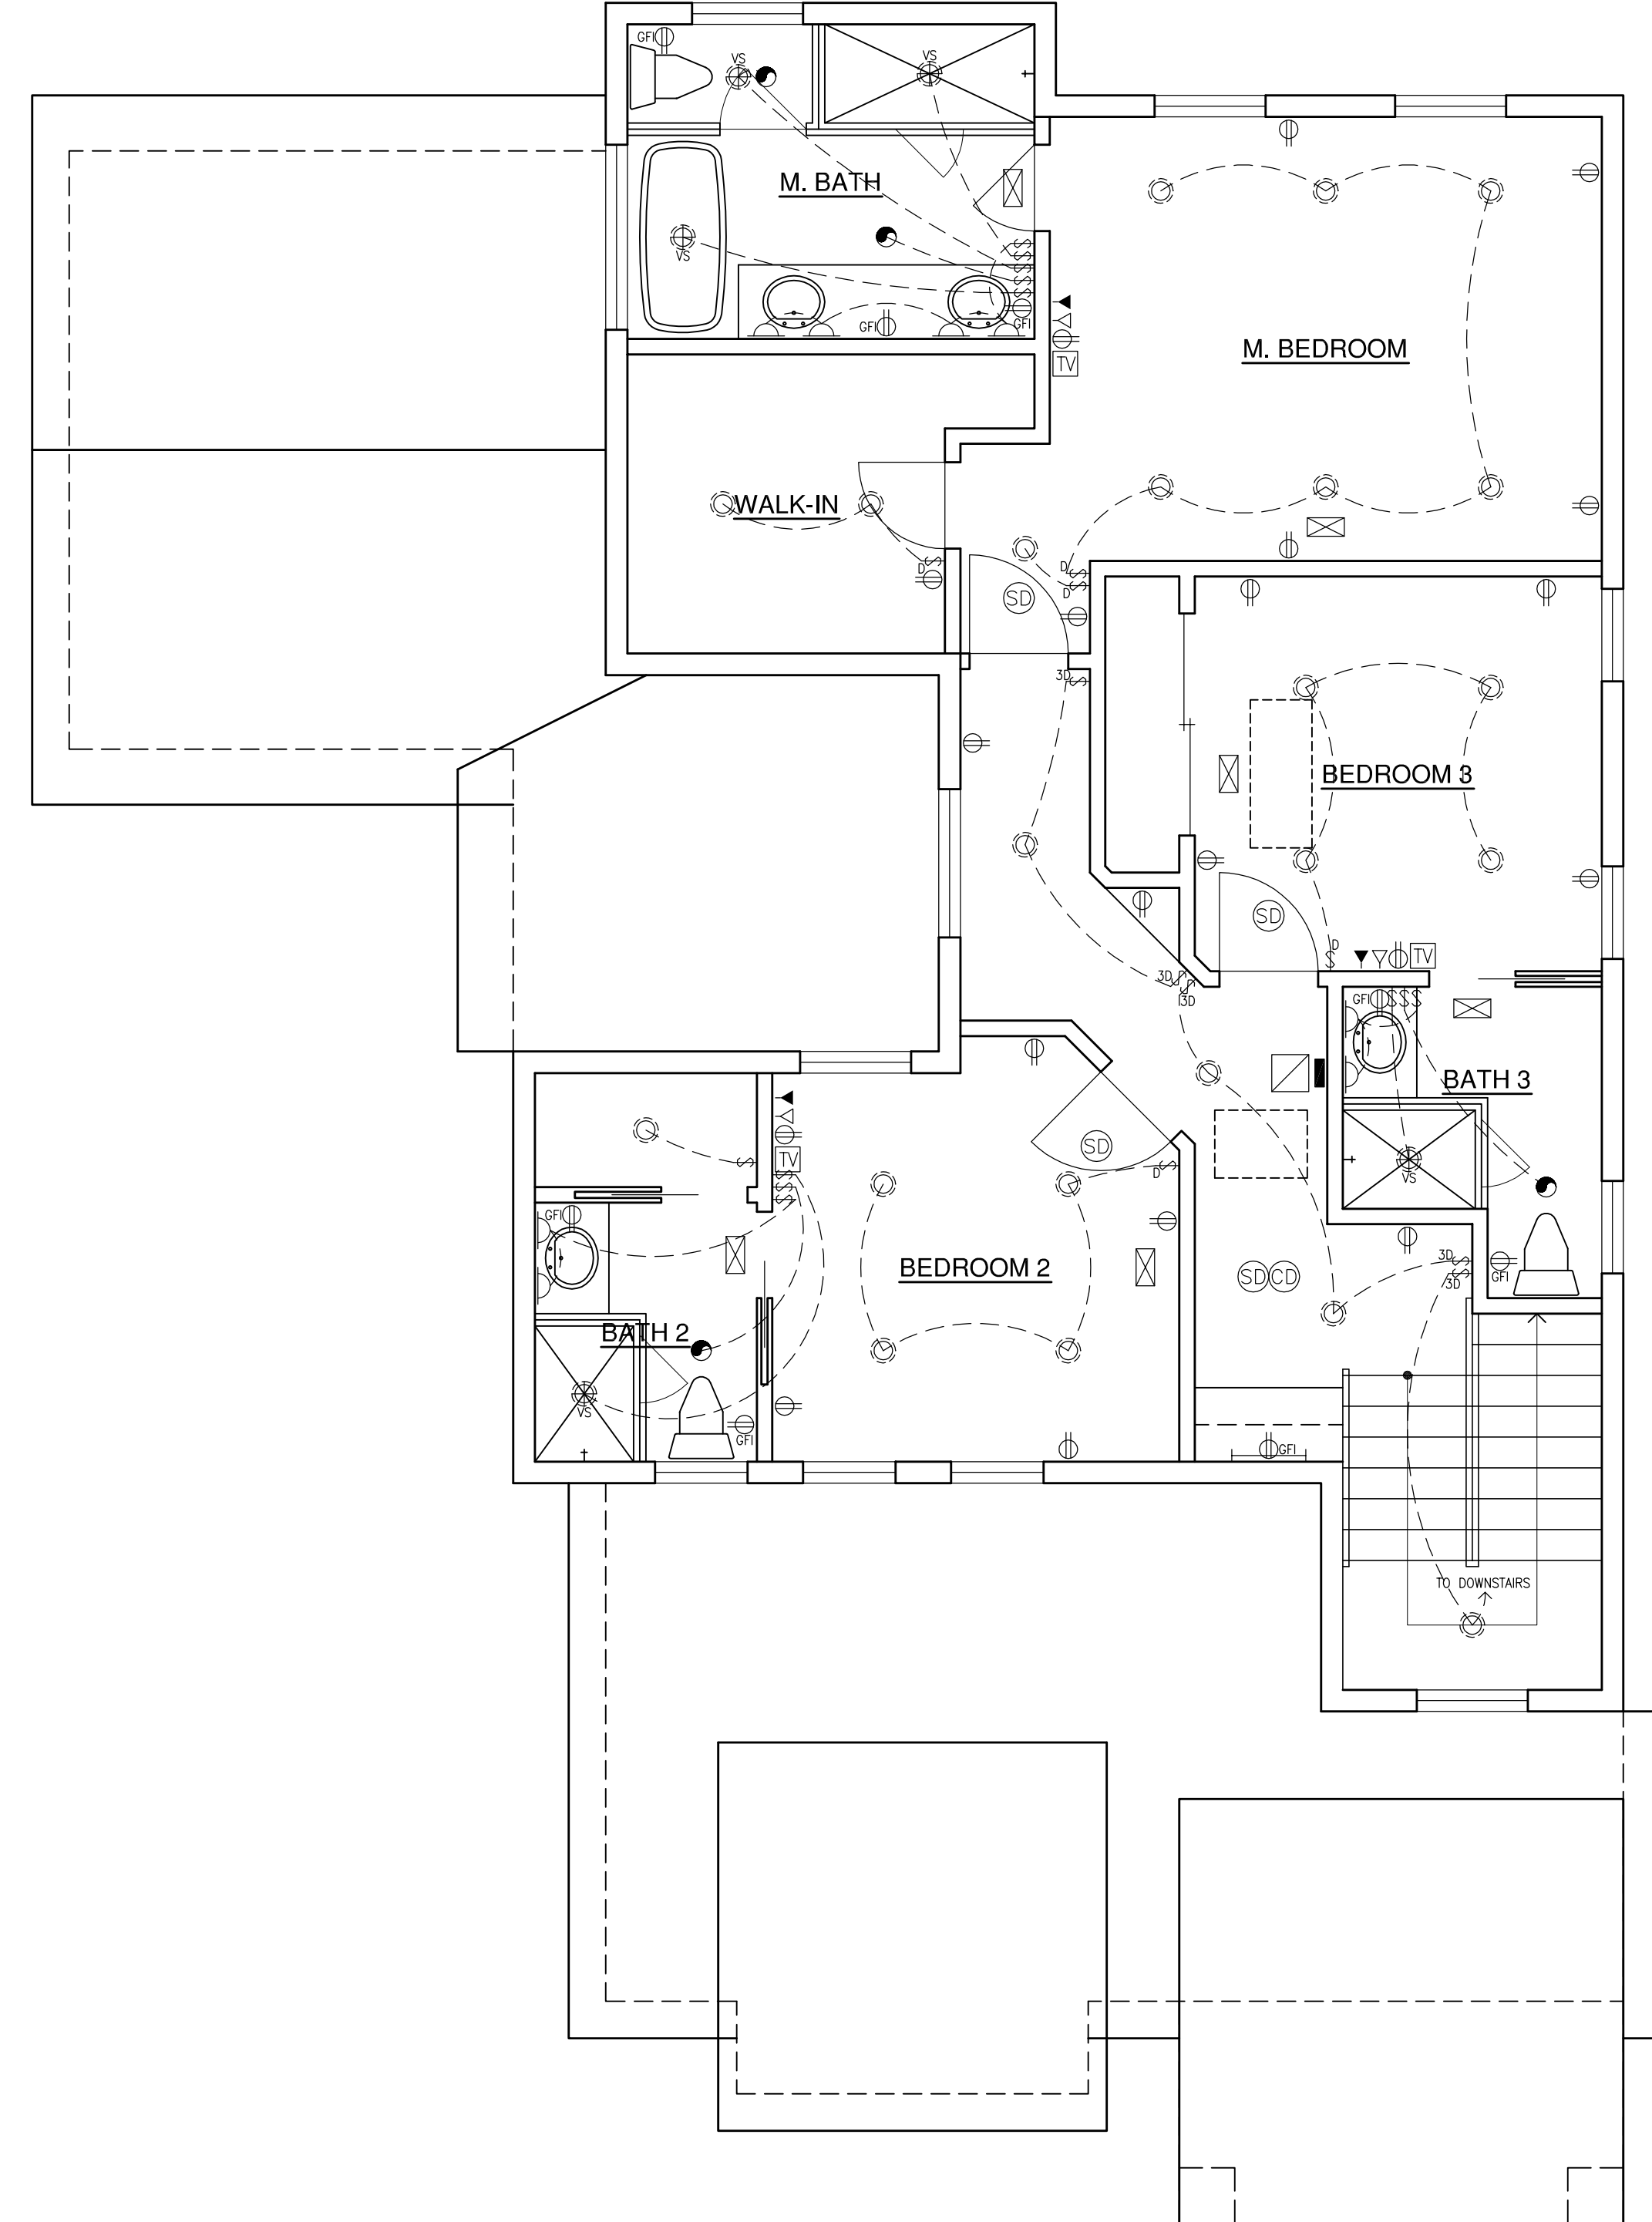 GFI
VS
VS
M. BATH
VS
GFI
GFI
TV
M. BEDROOM
WALK-IN
D
D
D
SD
3D
BEDROOM 3
SD
D
TV
3D
3D
GFI
BATH 3
VS
TV
SD
D
GFI
BEDROOM 2
SD
CD
3D
3D
GFI
BATH 2
VS
GFI
GFI
TO DOWNSTAIRS